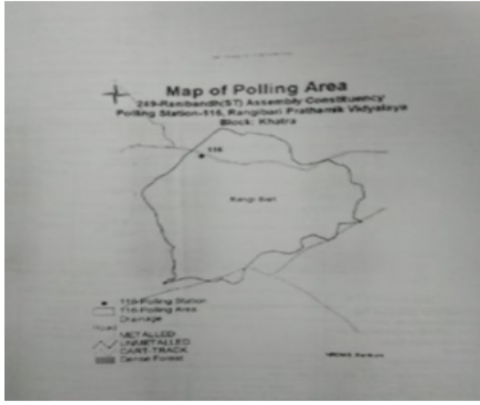 Map of Polling Area
249-Ranibandh(ST) Assembly Constituency
Polling Station-116, Rangibari Prathamik Vidyalaya
Block: Khatra
116
Rangi Bari
116-Polling Station
116-Polling Area
Drainage
Road
METALLED
UNMETALLED
CART-TRACK
Dense Forest